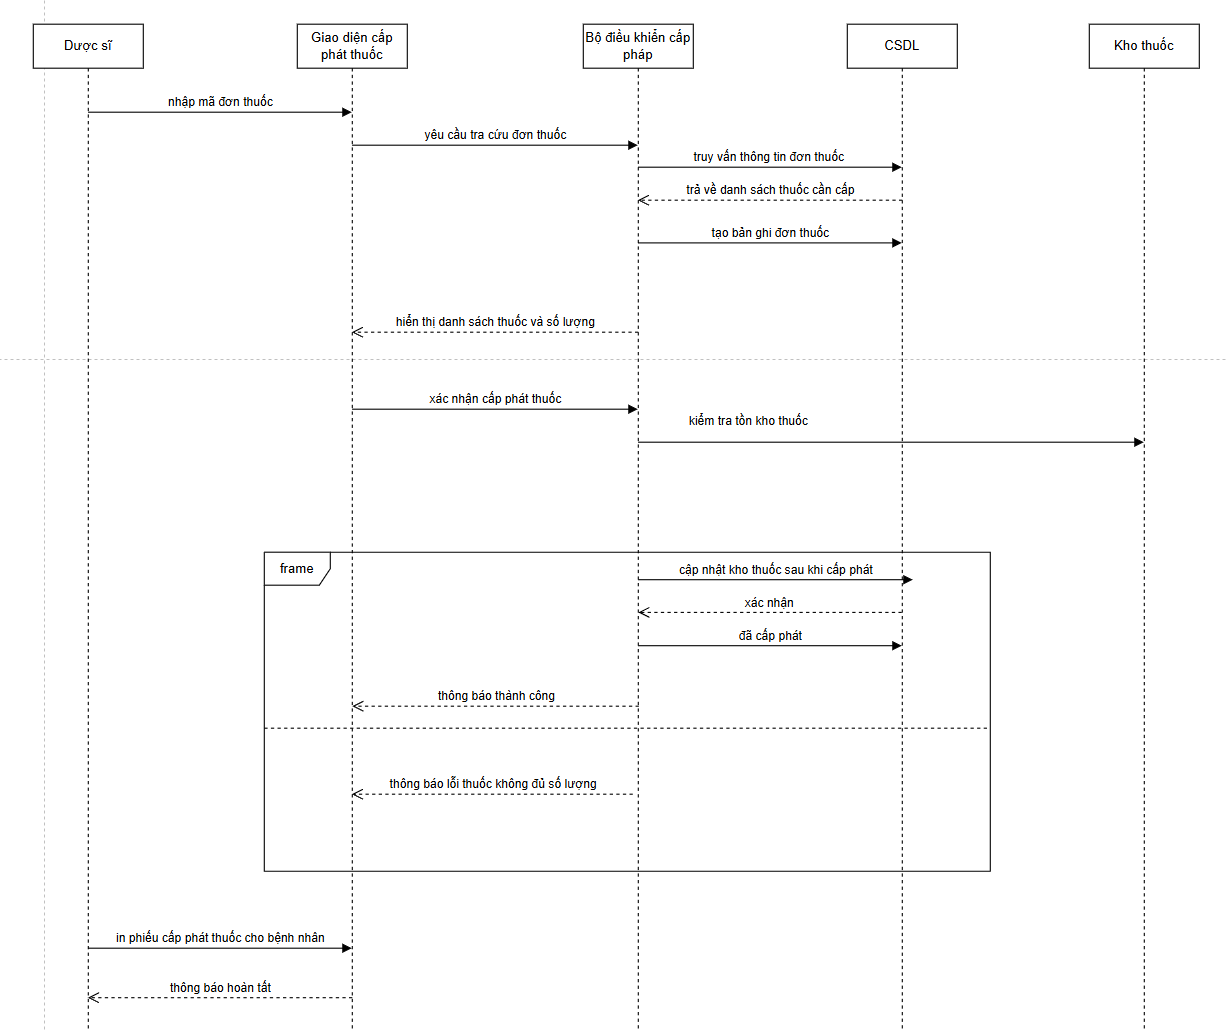 Dược sĩ
Giao diện cấp
phát thuốc
Bộ điều khiển cấp
pháp
CSDL
Kho thuốc
nhập mã đơn thuốc
yêu cầu tra cứu đơn thuốc
truy vấn thông tin đơn thuốc
trả về danh sách thuốc cần cấp
tạo bản ghi đơn thuốc
hiển thị danh sách thuốc và số lượng
xác nhận cấp phát thuốc
kiểm tra tồn kho thuốc
frame
cập nhật kho thuốc sau khi cấp phát
xác nhận
đã cấp phát
thông báo thành công
thông báo lỗi thuốc không đủ số lượng
in phiếu cấp phát thuốc cho bệnh nhân
thông báo hoàn tất